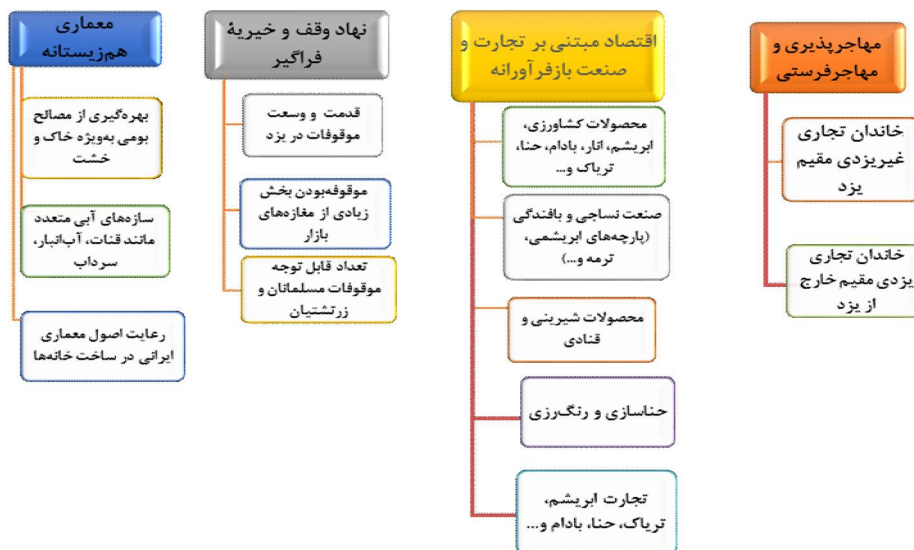 مهاجرپذیری و
مهاجرفرستی
خاندان تجاری
غیریزدی مقیم
یزد
خاندان تجاری
یزدی مقیم خارج
از یزد
اقتصاد مبتنی بر تجارت و
صنعت بازفرآورانه
محصولات کشاورزی،
ابریشم، انار، بادام، حنا،
تریاک و...
صنعت نساجی و بافندگی
(پارچه‌های ابریشمی،
ترمه و...)
محصولات شیرینی و
قنادی
حناسازی و رنگ‌رزی
تجارت ابریشم،
تریاک، حنا، بادام و...
نهاد وقف و خیریهٔ
فراگیر
قدمت و وسعت
موقوفات در یزد
موقوفه‌بودن بخش
زیادی از مغازه‌های
بازار
تعداد قابل توجه
موقوفات مسلمانان و
زرتشتیان
معماری
هم‌زیستانه
بهره‌گیری از مصالح
بومی به‌ویژه خاک و
خشت
سازه‌های آبی متعدد
مانند قنات، آب‌انبار،
سرداب
رعایت اصول معماری
ایرانی در ساخت خانه‌ها